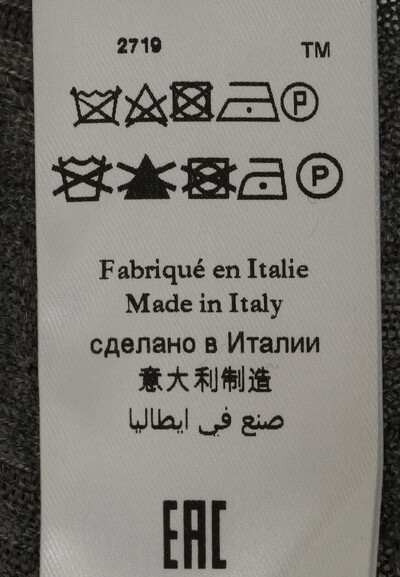 2719 TM
P
P
Fabriqué en Italie
Made in Italy
сделано в Италии
意大利制造
صنع في ايطاليا
EAC